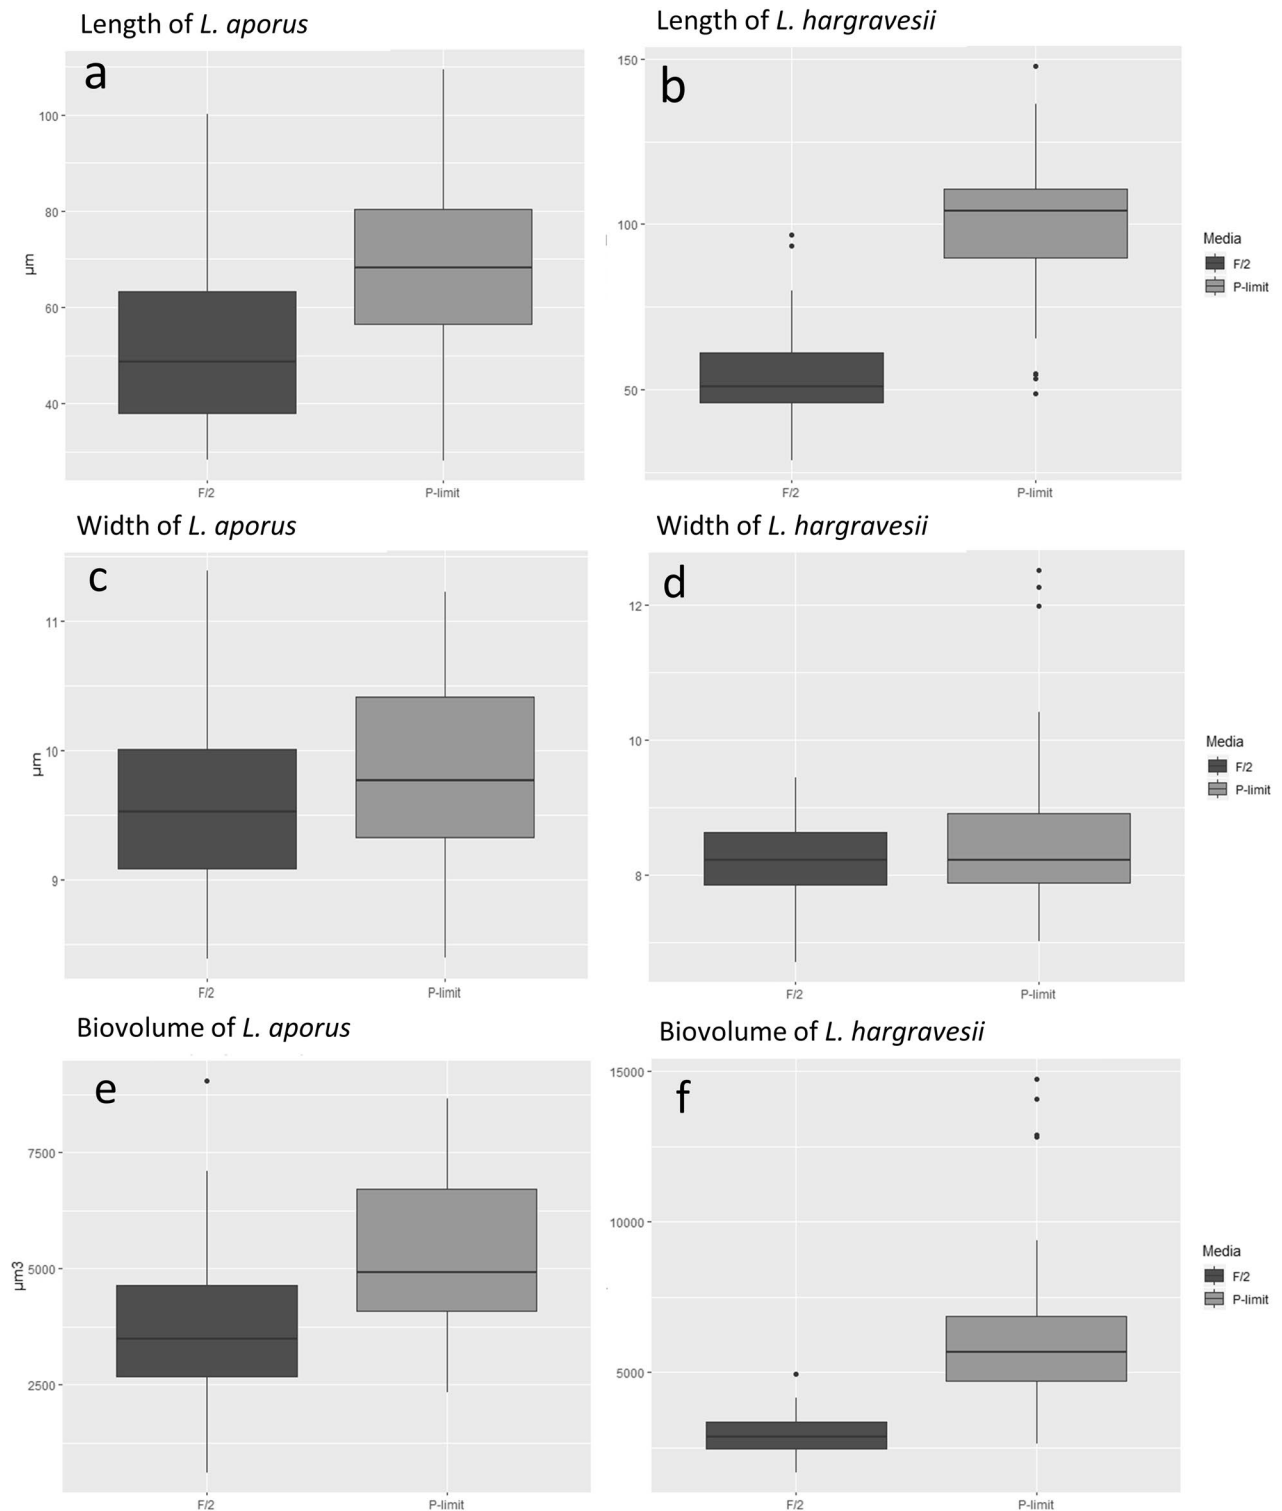 Length of L. aporus
Length of L. hargravesii
a
100
80
60
40
µm
F/2
P-limit
b
150
100
50
F/2
P-limit
Media
F/2
P-limit
Width of L. aporus
Width of L. hargravesii
c
11
10
9
µm
F/2
P-limit
d
12
10
8
F/2
P-limit
Media
F/2
P-limit
Biovolume of L. aporus
Biovolume of L. hargravesii
e
7500
5000
2500
µm3
F/2
P-limit
f
15000
10000
5000
F/2
P-limit
Media
F/2
P-limit